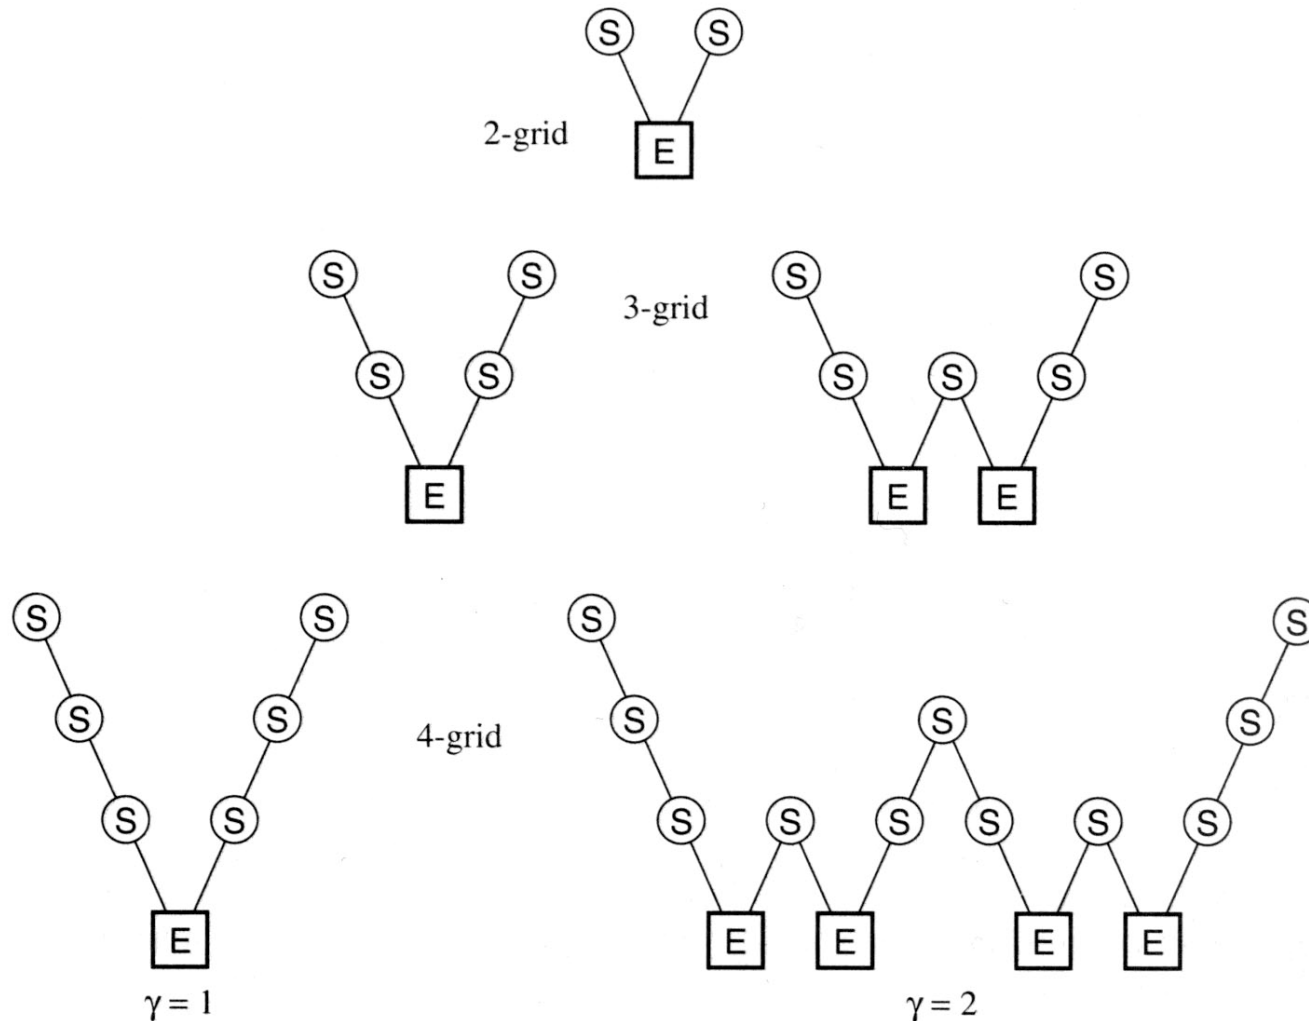 S S
2-grid E
S S 3-grid S S
S S S S S
E E E
S S S S
S S 4-grid S S S
S S S S S S S S
E E E E E
γ = 1 γ = 2